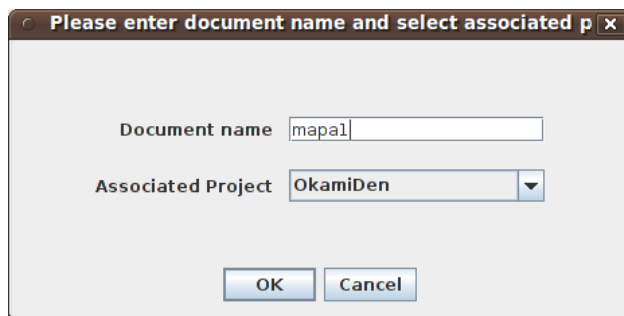 Please enter document name and select associated p
Document name mapa1
Associated Project OkamiDen
OK Cancel